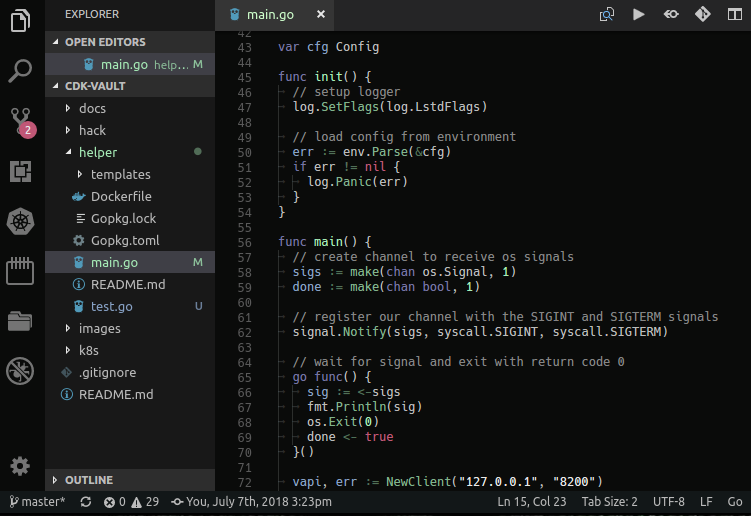 EXPLORER
OPEN EDITORS
main.go help... M
CDK-VAULT
docs
hack
helper
templates
Dockerfile
Gopkg.lock
Gopkg.toml
main.go M
README.md
test.go U
images
k8s
.gitignore
README.md
OUTLINE
2
main.go ×
42
43 var cfg Config
44
45 func init() {
46 // setup logger
47 log.SetFlags(log.LstdFlags)
48
49 // load config from environment
50 err := env.Parse(&cfg)
51 if err != nil {
52 log.Panic(err)
53 }
54 }
55
56 func main() {
57 // create channel to receive os signals
58 sigs := make(chan os.Signal, 1)
59 done := make(chan bool, 1)
60
61 // register our channel with the SIGINT and SIGTERM signals
62 signal.Notify(sigs, syscall.SIGINT, syscall.SIGTERM)
63
64 // wait for signal and exit with return code 0
65 go func() {
66 sig := <-sigs
67 fmt.Println(sig)
68 os.Exit(0)
69 done <- true
70 }()
71
72 vapi, err := NewClient("127.0.0.1", "8200")
master* 0 29 You, July 7th, 2018 3:23pm Ln 15, Col 23 Tab Size: 2 UTF-8 LF Go